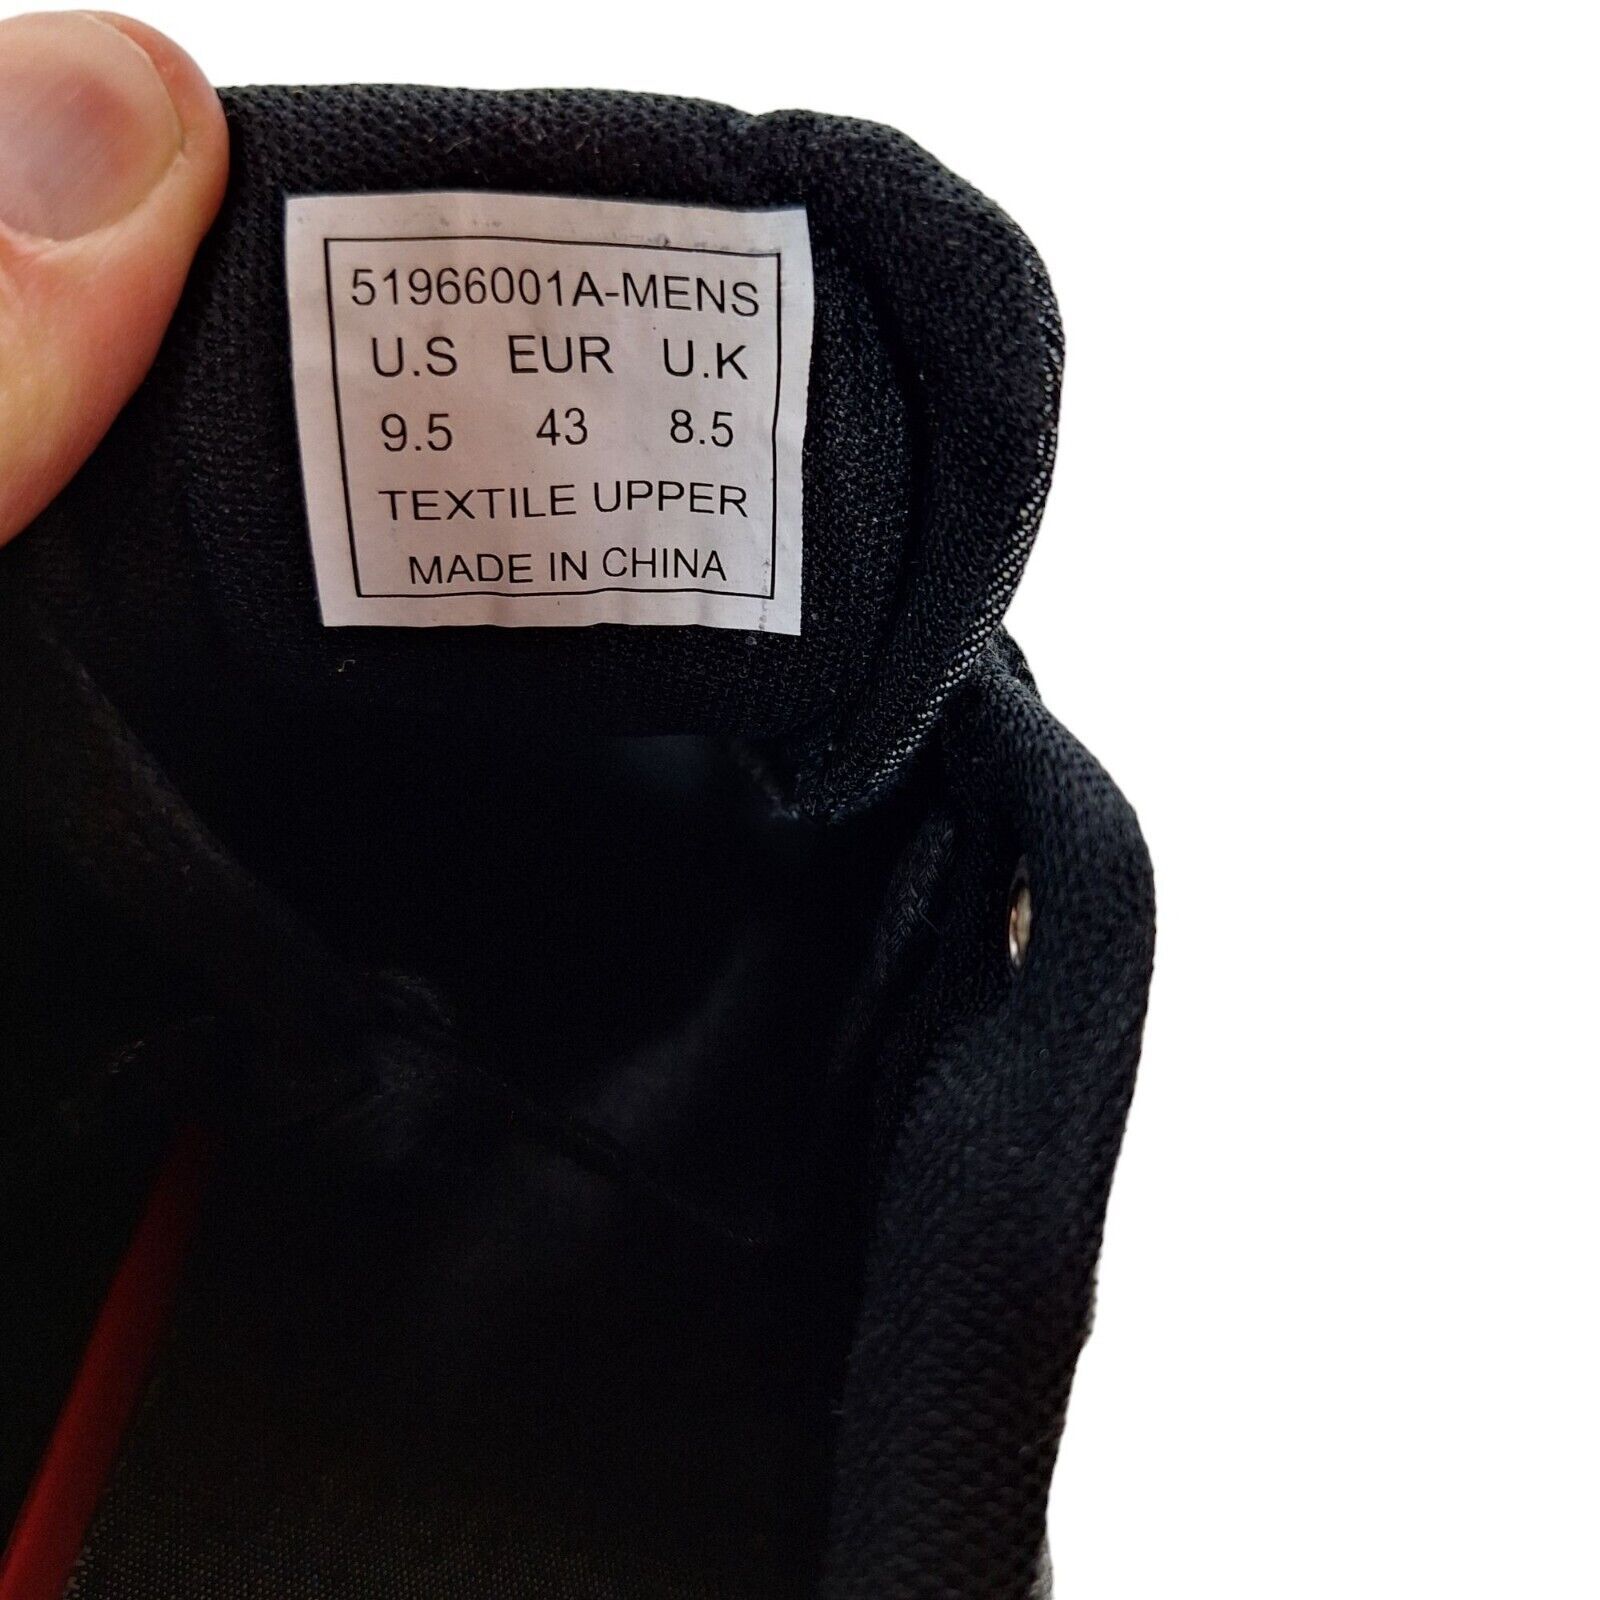 51966001A-MENS
U.S EUR U.K
9.5 43 8.5
TEXTILE UPPER
MADE IN CHINA